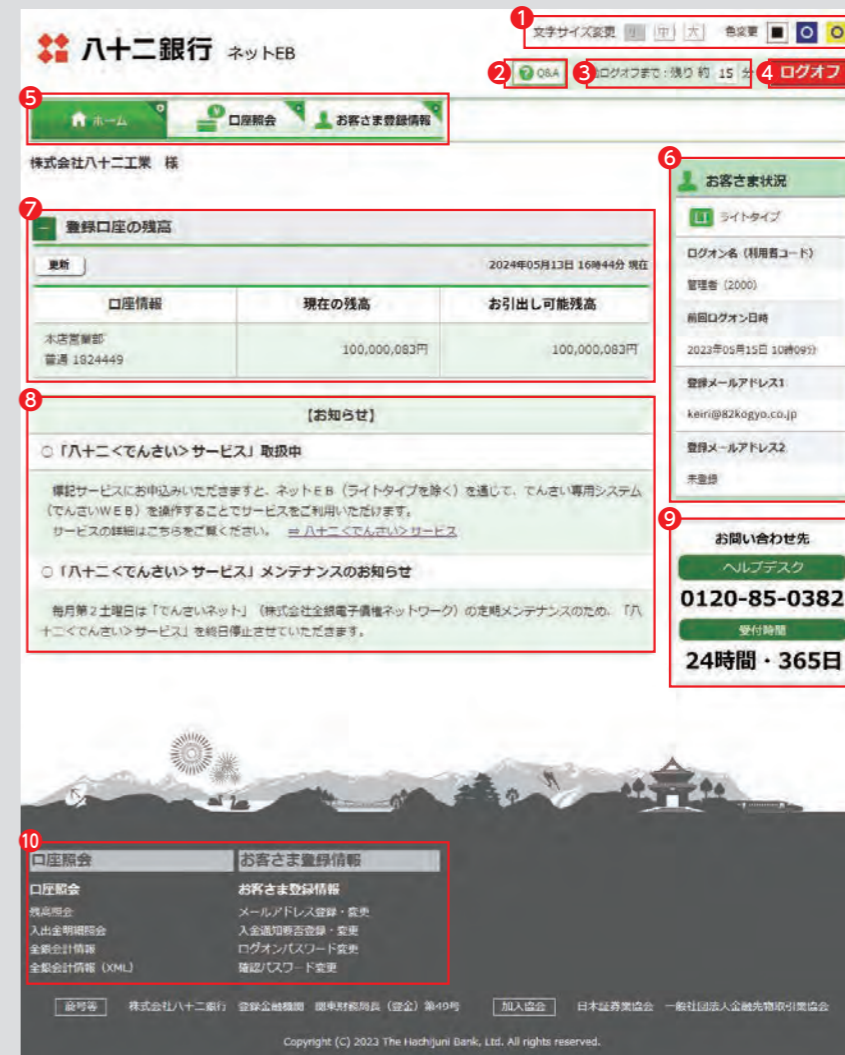 1
文字サイズ変更 小 中 大 色変更
八十二銀行 ネットEB
2
Q&A
3
ログオフまで:残り 約 15 分
4
ログオフ
5
ホーム
口座照会
お客さま登録情報
株式会社八十二工業 様
6
お客さま状況
ライトタイプ
ログオン名(利用者コード)
管理者(2000)
前回ログオン日時
2023年05月15日 10時09分
登録メールアドレス1
keiri@82kogyo.co.jp
登録メールアドレス2
未登録
7
登録口座の残高
更新
2024年05月13日 16時44分 現在
口座情報 現在の残高 お引出し可能残高
本店営業部
普通 1824449
100,000,083円 100,000,083円
8
【お知らせ】
○「八十二<でんさい>サービス」取扱中
標記サービスにお申込みいただきますと、ネットEB(ライトタイプを除く)を通じて、でんさい専用システム
(でんさいWEB)を操作することでサービスをご利用いただけます。
サービスの詳細はこちらをご覧ください。 ⇒八十二<でんさい>サービス
○「八十二<でんさい>サービス」メンテナンスのお知らせ
毎月第2土曜日は「でんさいネット」(株式会社全銀電子債権ネットワーク)の定期メンテナンスのため、「八
十二<でんさい>サービス」を終日停止させていただきます。
9
お問い合わせ先
ヘルプデスク
0120-85-0382
受付時間
24時間・365日
10
口座照会 お客さま登録情報
口座照会 お客さま登録情報
残高照会 メールアドレス登録・変更
入出金明細照会 入金通知要否登録・変更
全銀会計情報 ログオンパスワード変更
全銀会計情報(XML) 確認パスワード変更
商号等 株式会社八十二銀行 登録金融機関 関東財務局長(登金)第49号 加入協会 日本証券業協会 一般社団法人金融先物取引業協会
Copyright (C) 2023 The Hachijuni Bank, Ltd. All rights reserved.